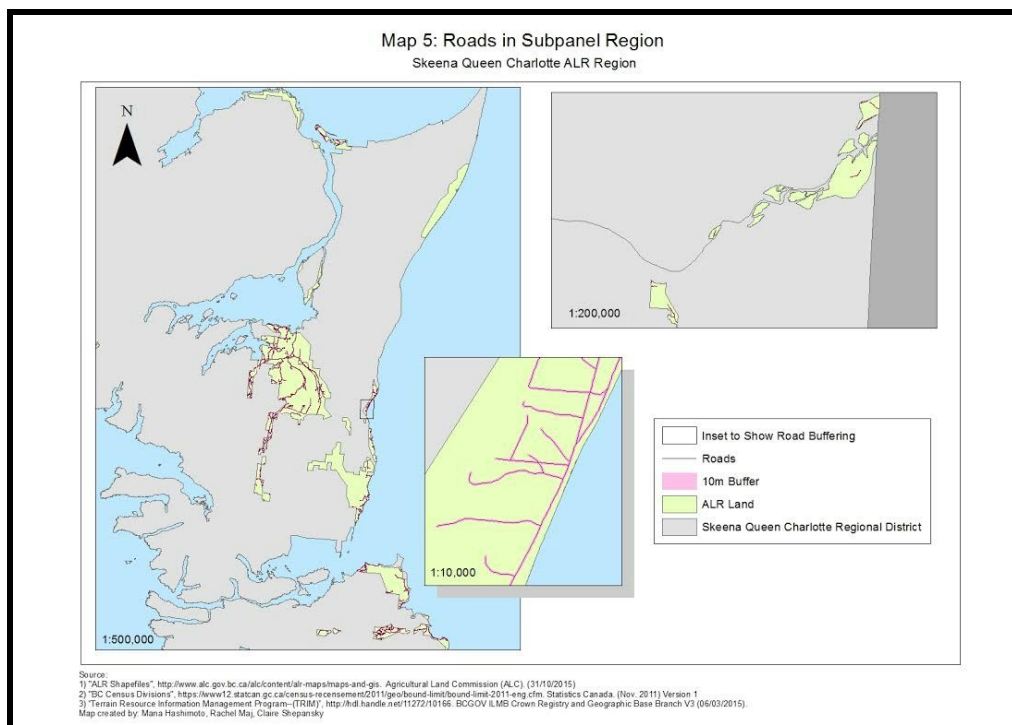 Map 5: Roads in Subpanel Region
Skeena Queen Charlotte ALR Region
N
1:500,000
1:200,000
1:10,000
Inset to Show Road Buffering
Roads
10m Buffer
ALR Land
Skeena Queen Charlotte Regional District
Source:
1) "ALR Shapefiles", http://www.alc.gov.bc.ca/alc/content/alr-maps/maps-and-gis. Agricultural Land Commission (ALC). (31/10/2015)
2) "BC Census Divisions", https://www12.statcan.gc.ca/census-recensement/2011/geo/bound-limit/bound-limit-2011-eng.cfm. Statistics Canada. (Nov. 2011) Version 1
3) "Terrain Resource Information Management Program--(TRIM)", http://hdl.handle.net/11272/10166. BCGOV ILMB Crown Registry and Geographic Base Branch V3 (06/03/2015).
Map created by: Mana Hashimoto, Rachel Maj, Claire Shepansky